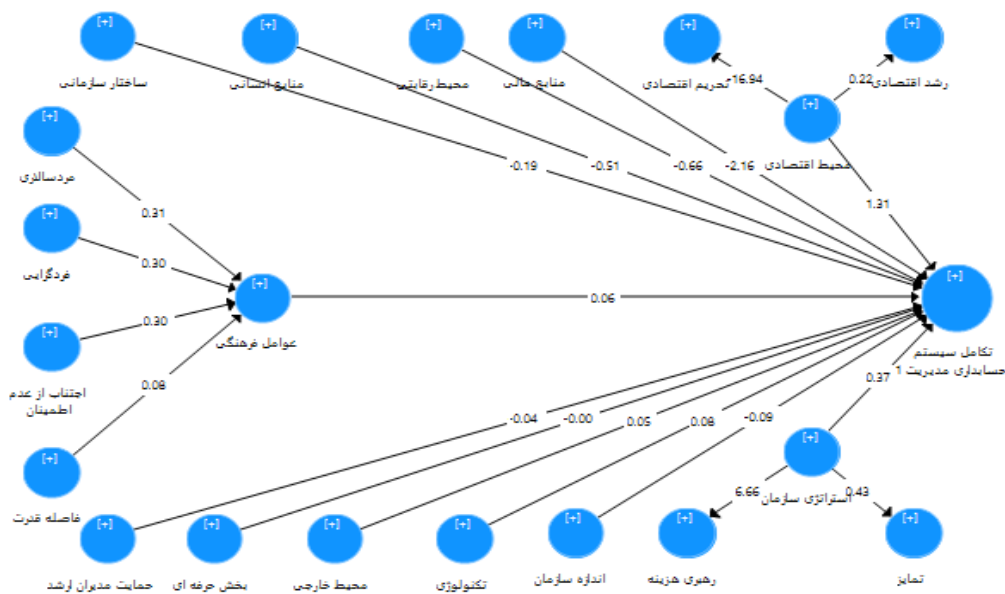 [+] [+] [+] [+] [+] [+]
ساختار سازمانی
منابع انسانی
محیط رقابتی
منابع مالی
تحریم اقتصادی
رشد اقتصادی
-16.94
0.22
[+]
محیط اقتصادی
[+]
مردسالاری
-0.19
-0.51
-0.66
-2.16
1.31
0.31
[+]
فردگرایی
0.30
[+]
عوامل فرهنگی
0.06
[+]
تکامل سیستم
حسابداری مدیریت 1
[+]
اجتناب از عدم
اطمینان
0.30
0.08
0.37
-0.04
-0.00
0.05
0.08
-0.09
[+]
فاصله قدرت
[+]
استراتژی سازمان
6.66
0.43
[+] [+] [+] [+] [+] [+] [+]
حمایت مدیران ارشد
بخش حرفه ای
محیط خارجی
تکنولوژی
اندازه سازمان
رهبری هزینه
تمایز